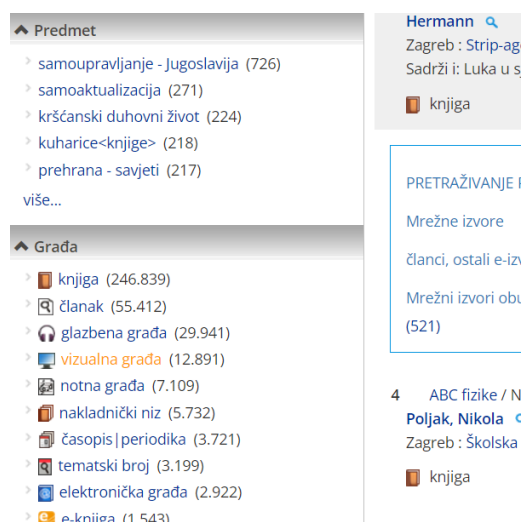 Predmet
samoupravljanje - Jugoslavija (726)
samoaktualizacija (271)
kršćanski duhovni život (224)
kuharice<knjige> (218)
prehrana - savjeti (217)
više...
Građa
knjiga (246.839)
članak (55.412)
glazbena građa (29.941)
vizualna građa (12.891)
notna građa (7.109)
nakladnički niz (5.732)
časopis|periodika (3.721)
tematski broj (3.199)
elektronička građa (2.922)
e-knjiga (1.543)
Hermann
Zagreb : Strip-ag
Sadrži i: Luka u s
knjiga
PRETRAŽIVANJE
Mrežne izvore
članci, ostali e-iz
Mrežni izvori ob
(521)
4 ABC fizike / N
Poljak, Nikola
Zagreb : Školska
knjiga